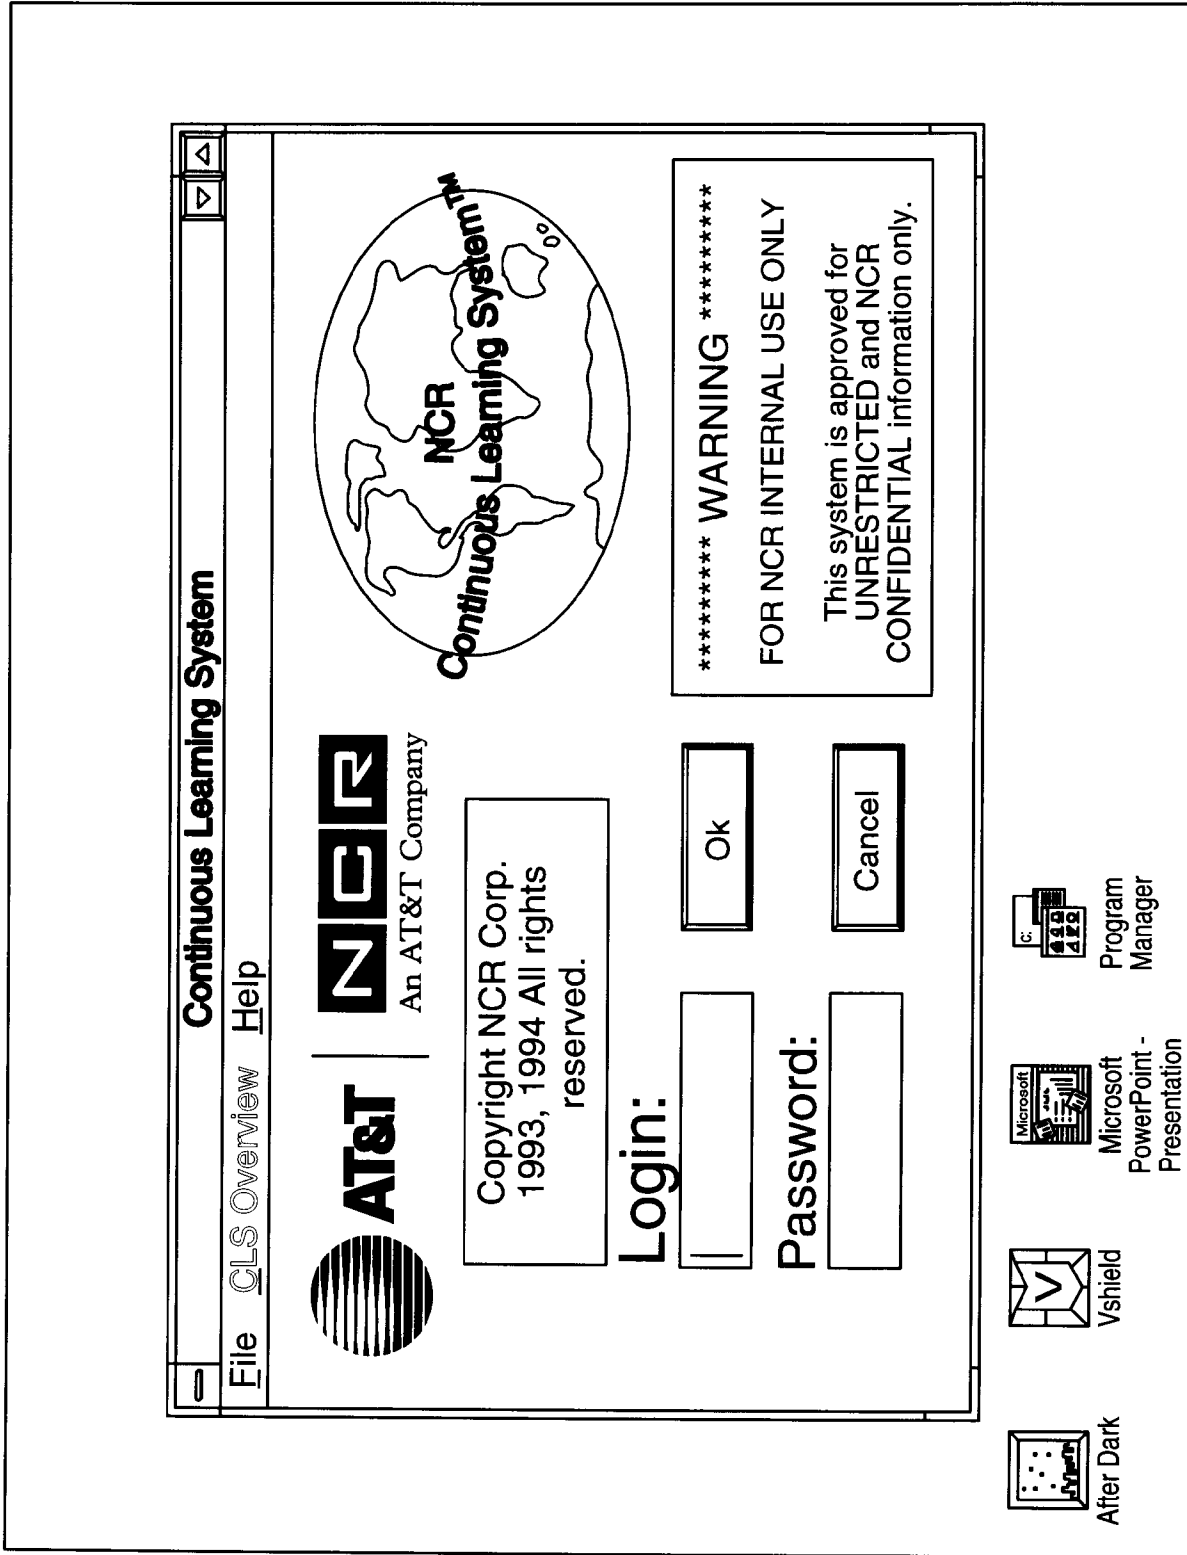 Continuous Learning System
File CLS Overview Help
AT&T
NCR
An AT&T Company
NCR
Continuous Learning System™
Copyright NCR Corp.
1993, 1994 All rights
reserved.
********* WARNING *********
FOR NCR INTERNAL USE ONLY
This system is approved for
UNRESTRICTED and NCR
CONFIDENTIAL information only.
Login:
Ok
Password:
Cancel
V
Microsoft
c:
After Dark
Vshield
Microsoft
PowerPoint -
Presentation
Program
Manager